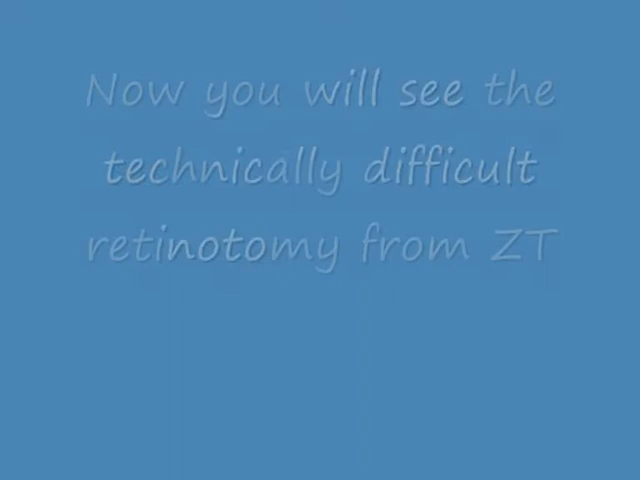 Now you will see the
technically difficult
retinotomy from ZT